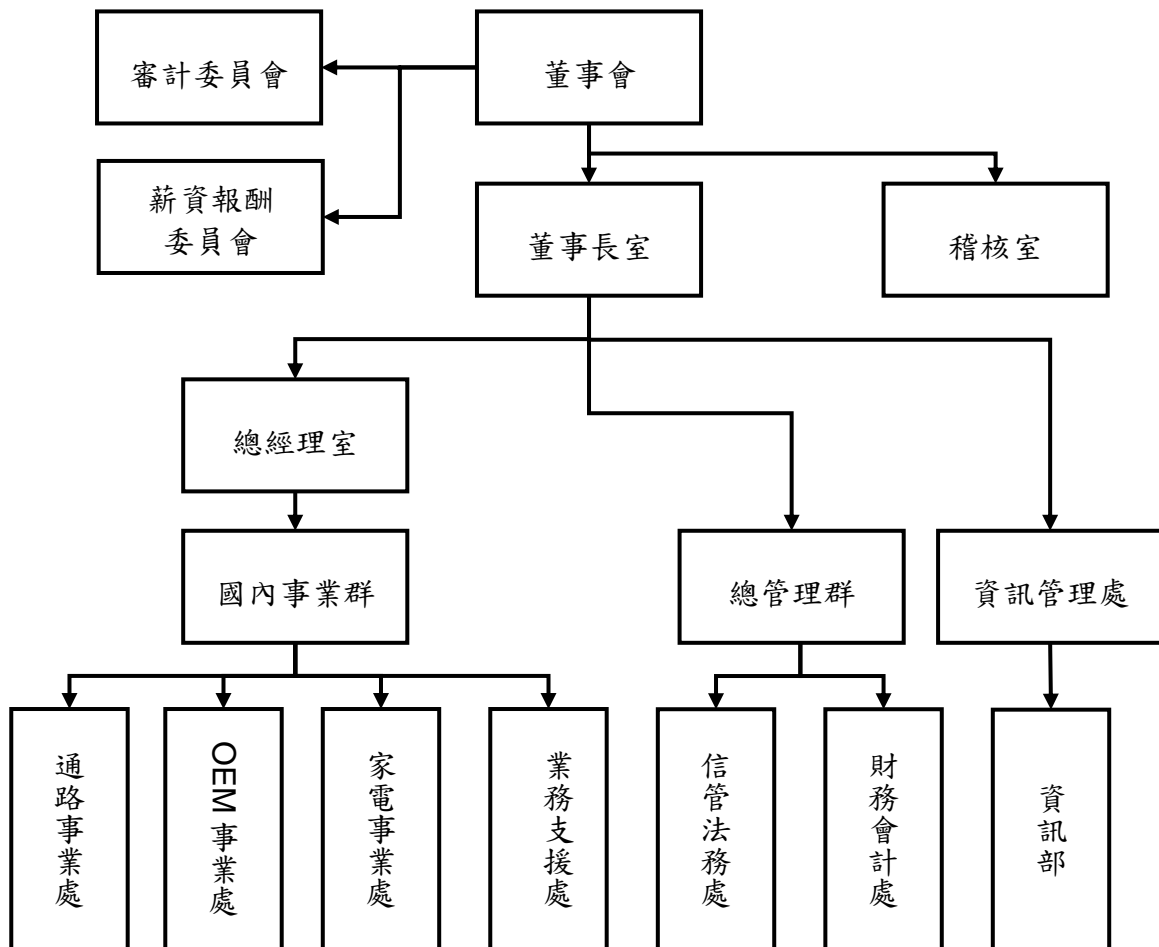 審計委員會
董事會
薪資報酬
委員會
董事長室
稽核室
總經理室
國內事業群
總管理群
資訊管理處
通路事業處
OEM 事業處
家電事業處
業務支援處
信管法務處
財務會計處
資訊部